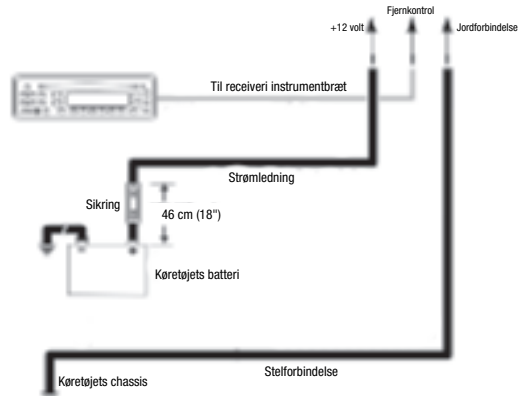 Fjernkontrol
+12 volt
Jordforbindelse
Til receiveri instrumentbræt
Strømledning
Sikring
46 cm (18")
Køretøjets batteri
Stelforbindelse
Køretøjets chassis